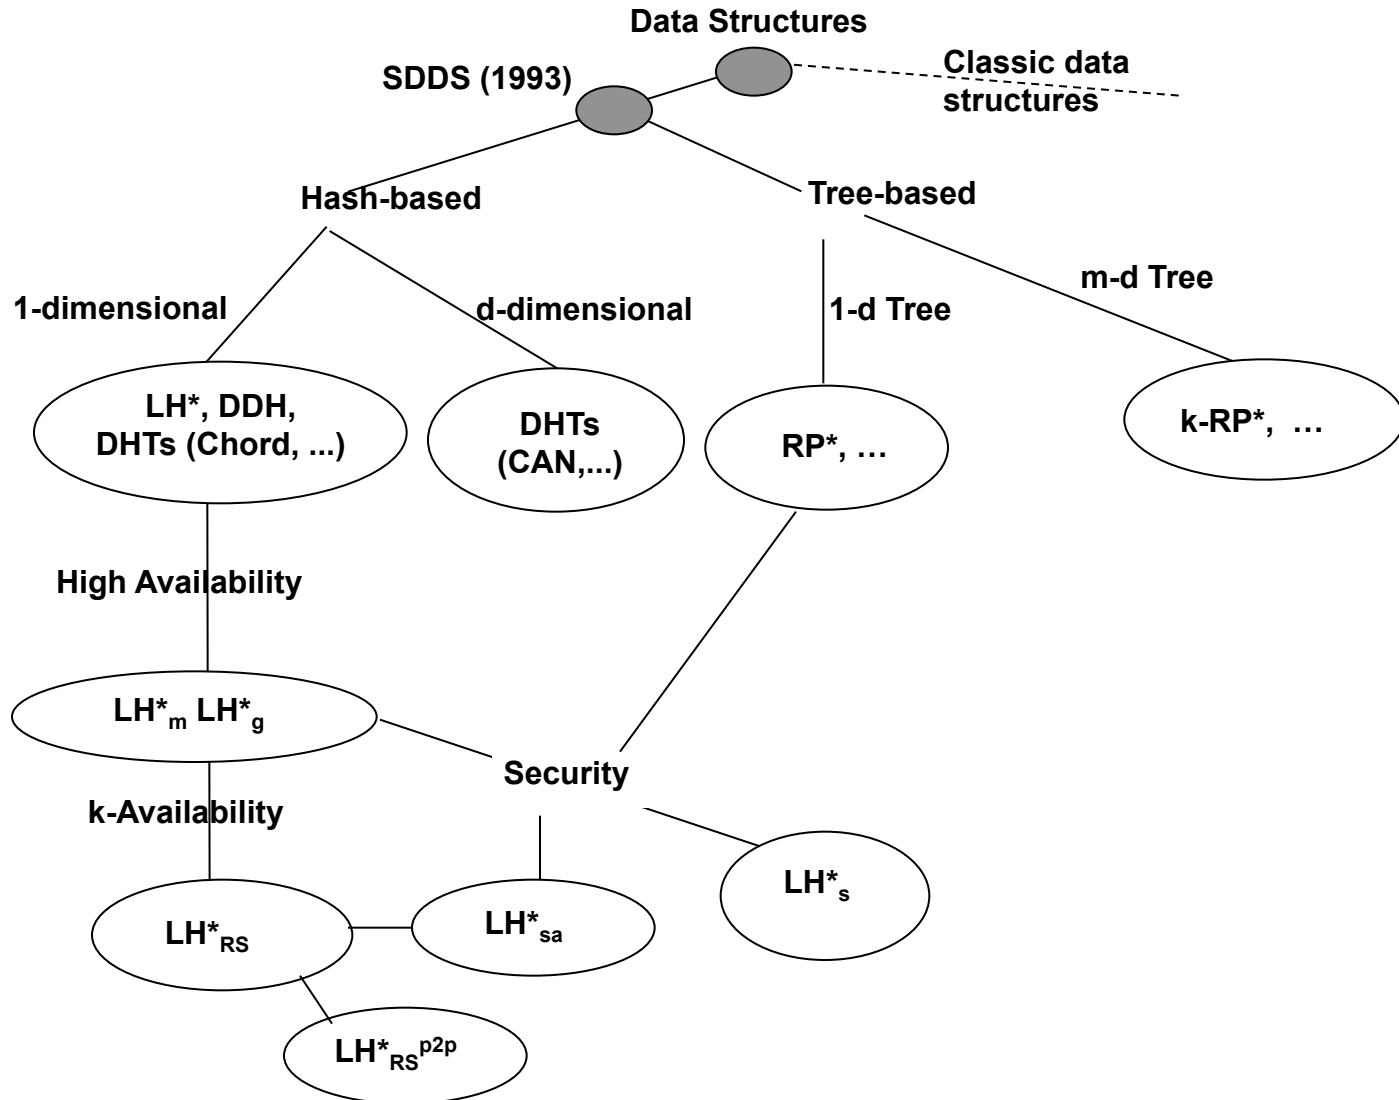 Data Structures
SDDS (1993)
Classic data
structures
Hash-based
Tree-based
1-dimensional
d-dimensional
1-d Tree
m-d Tree
LH*, DDH,
DHTs (Chord, ...)
DHTs
(CAN,...)
RP*, …
k-RP*, …
High Availability
LH*m LH*g
Security
k-Availability
LH*s
LH*RS
LH*sa
LH*RSp2p